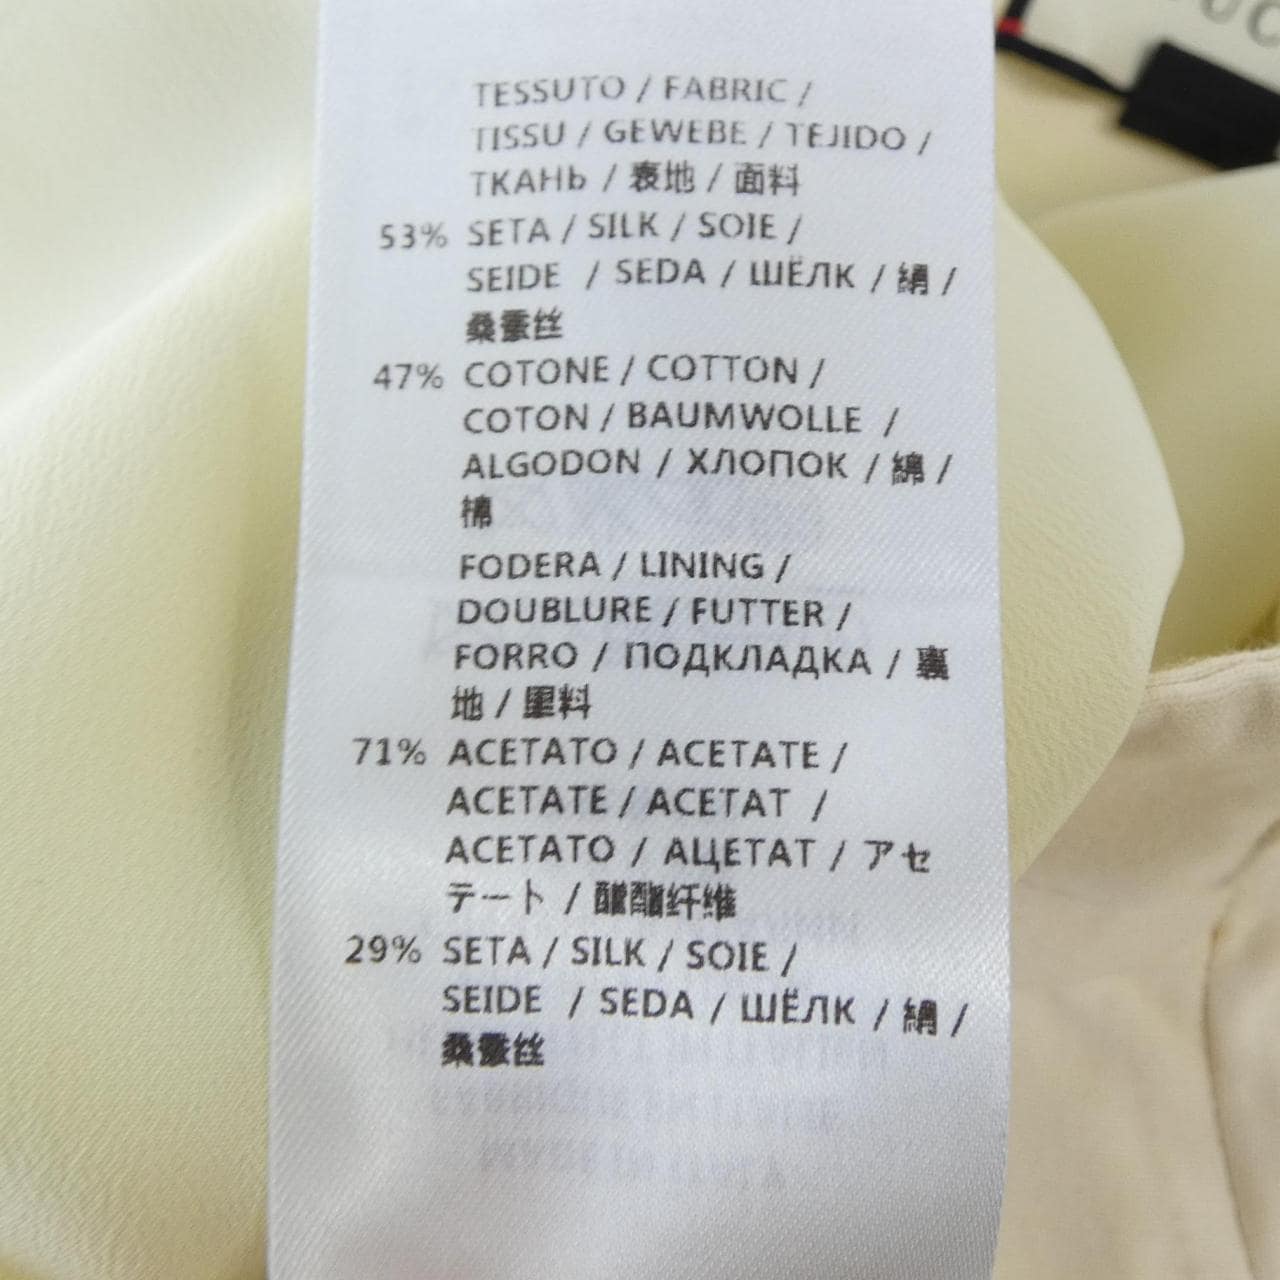 UC
TESSUTO / FABRIC /
TISSU / GEWEBE / TEJIDO /
ТКАНЬ / 表地 / 面料
53% SETA / SILK / SOIE /
SEIDE / SEDA / ШЁЛК / 絹 /
桑蚕丝
47% COTONE / COTTON /
COTON / BAUMWOLLE /
ALGODON / ХЛОПОК / 綿 /
棉
FODERA / LINING /
DOUBLURE / FUTTER /
FORRO / ПОДКЛАДКА / 裏
地 / 里料
71% ACETATO / ACETATE /
ACETATE / ACETAT /
ACETATO / АЦЕТАТ / アセ
テート / 醋酯纤维
29% SETA / SILK / SOIE /
SEIDE / SEDA / ШЁЛК / 絹 /
桑蚕丝